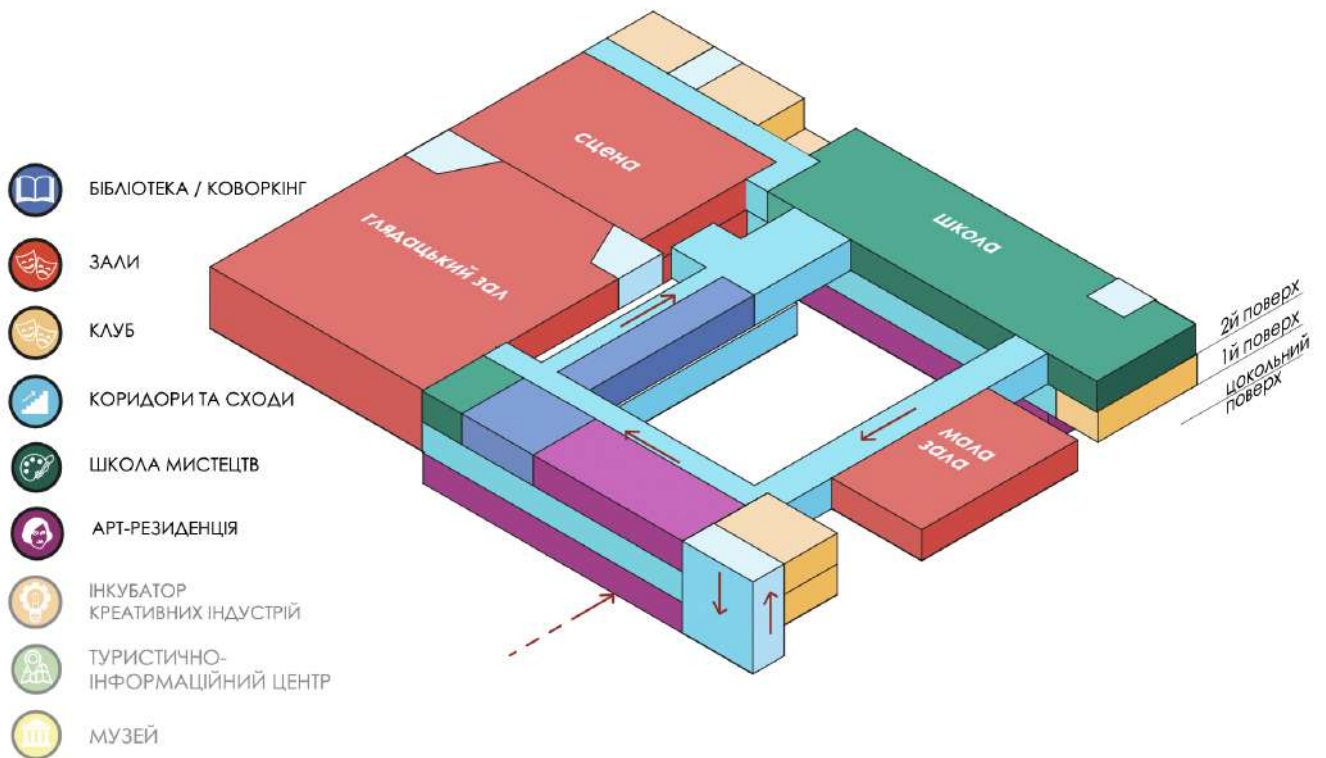 сцена
глядацький зал
школа
мала
зала
2й поверх
1й поверх
цокольний
поверх
БІБЛІОТЕКА / КОВОРКІНГ
ЗАЛИ
КЛУБ
КОРИДОРИ ТА СХОДИ
ШКОЛА МИСТЕЦТВ
АРТ-РЕЗИДЕНЦІЯ
ІНКУБАТОР
КРЕАТИВНИХ ІНДУСТРІЙ
ТУРИСТИЧНО-
ІНФОРМАЦІЙНИЙ ЦЕНТР
МУЗЕЙ